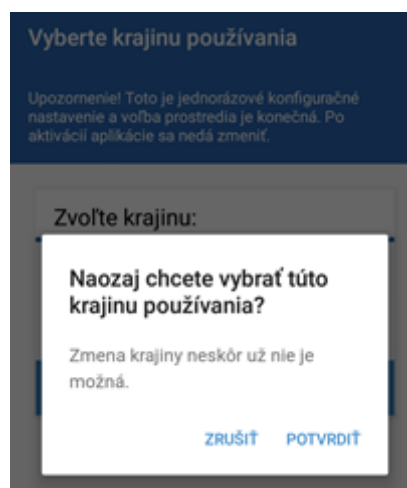 Vyberte krajinu používania
Upozornenie! Toto je jednorázové konfiguračné
nastavenie a voľba prostredia je konečná. Po
aktivácií aplikácie sa nedá zmeniť.
Zvoľte krajinu:
Naozaj chcete vybrať túto
krajinu používania?
Zmena krajiny neskôr už nie je
možná.
ZRUŠIŤ POTVRDIŤ